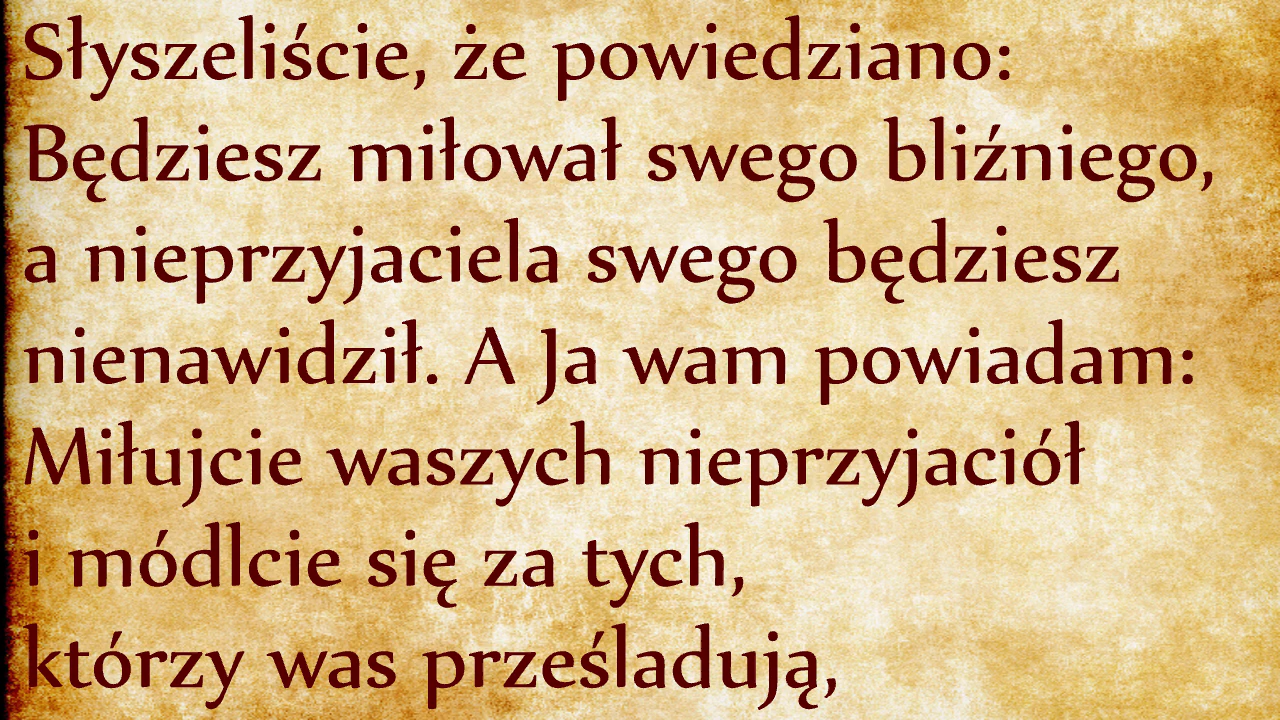 Słyszeliście, że powiedziano:
Będziesz miłował swego bliźniego,
a nieprzyjaciela swego będziesz
nienawidził. A Ja wam powiadam:
Miłujcie waszych nieprzyjaciół
i módlcie się za tych,
którzy was prześladują,